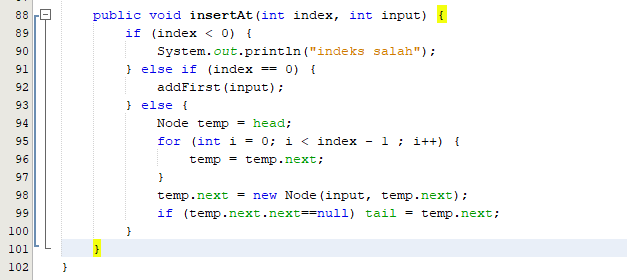 88 public void insertAt(int index, int input) {
89 if (index < 0) {
90 System.out.println("indeks salah");
91 } else if (index == 0) {
92 addFirst(input);
93 } else {
94 Node temp = head;
95 for (int i = 0; i < index - 1 ; i++) {
96 temp = temp.next;
97 }
98 temp.next = new Node(input, temp.next);
99 if (temp.next.next==null) tail = temp.next;
100 }
101 }
102 }